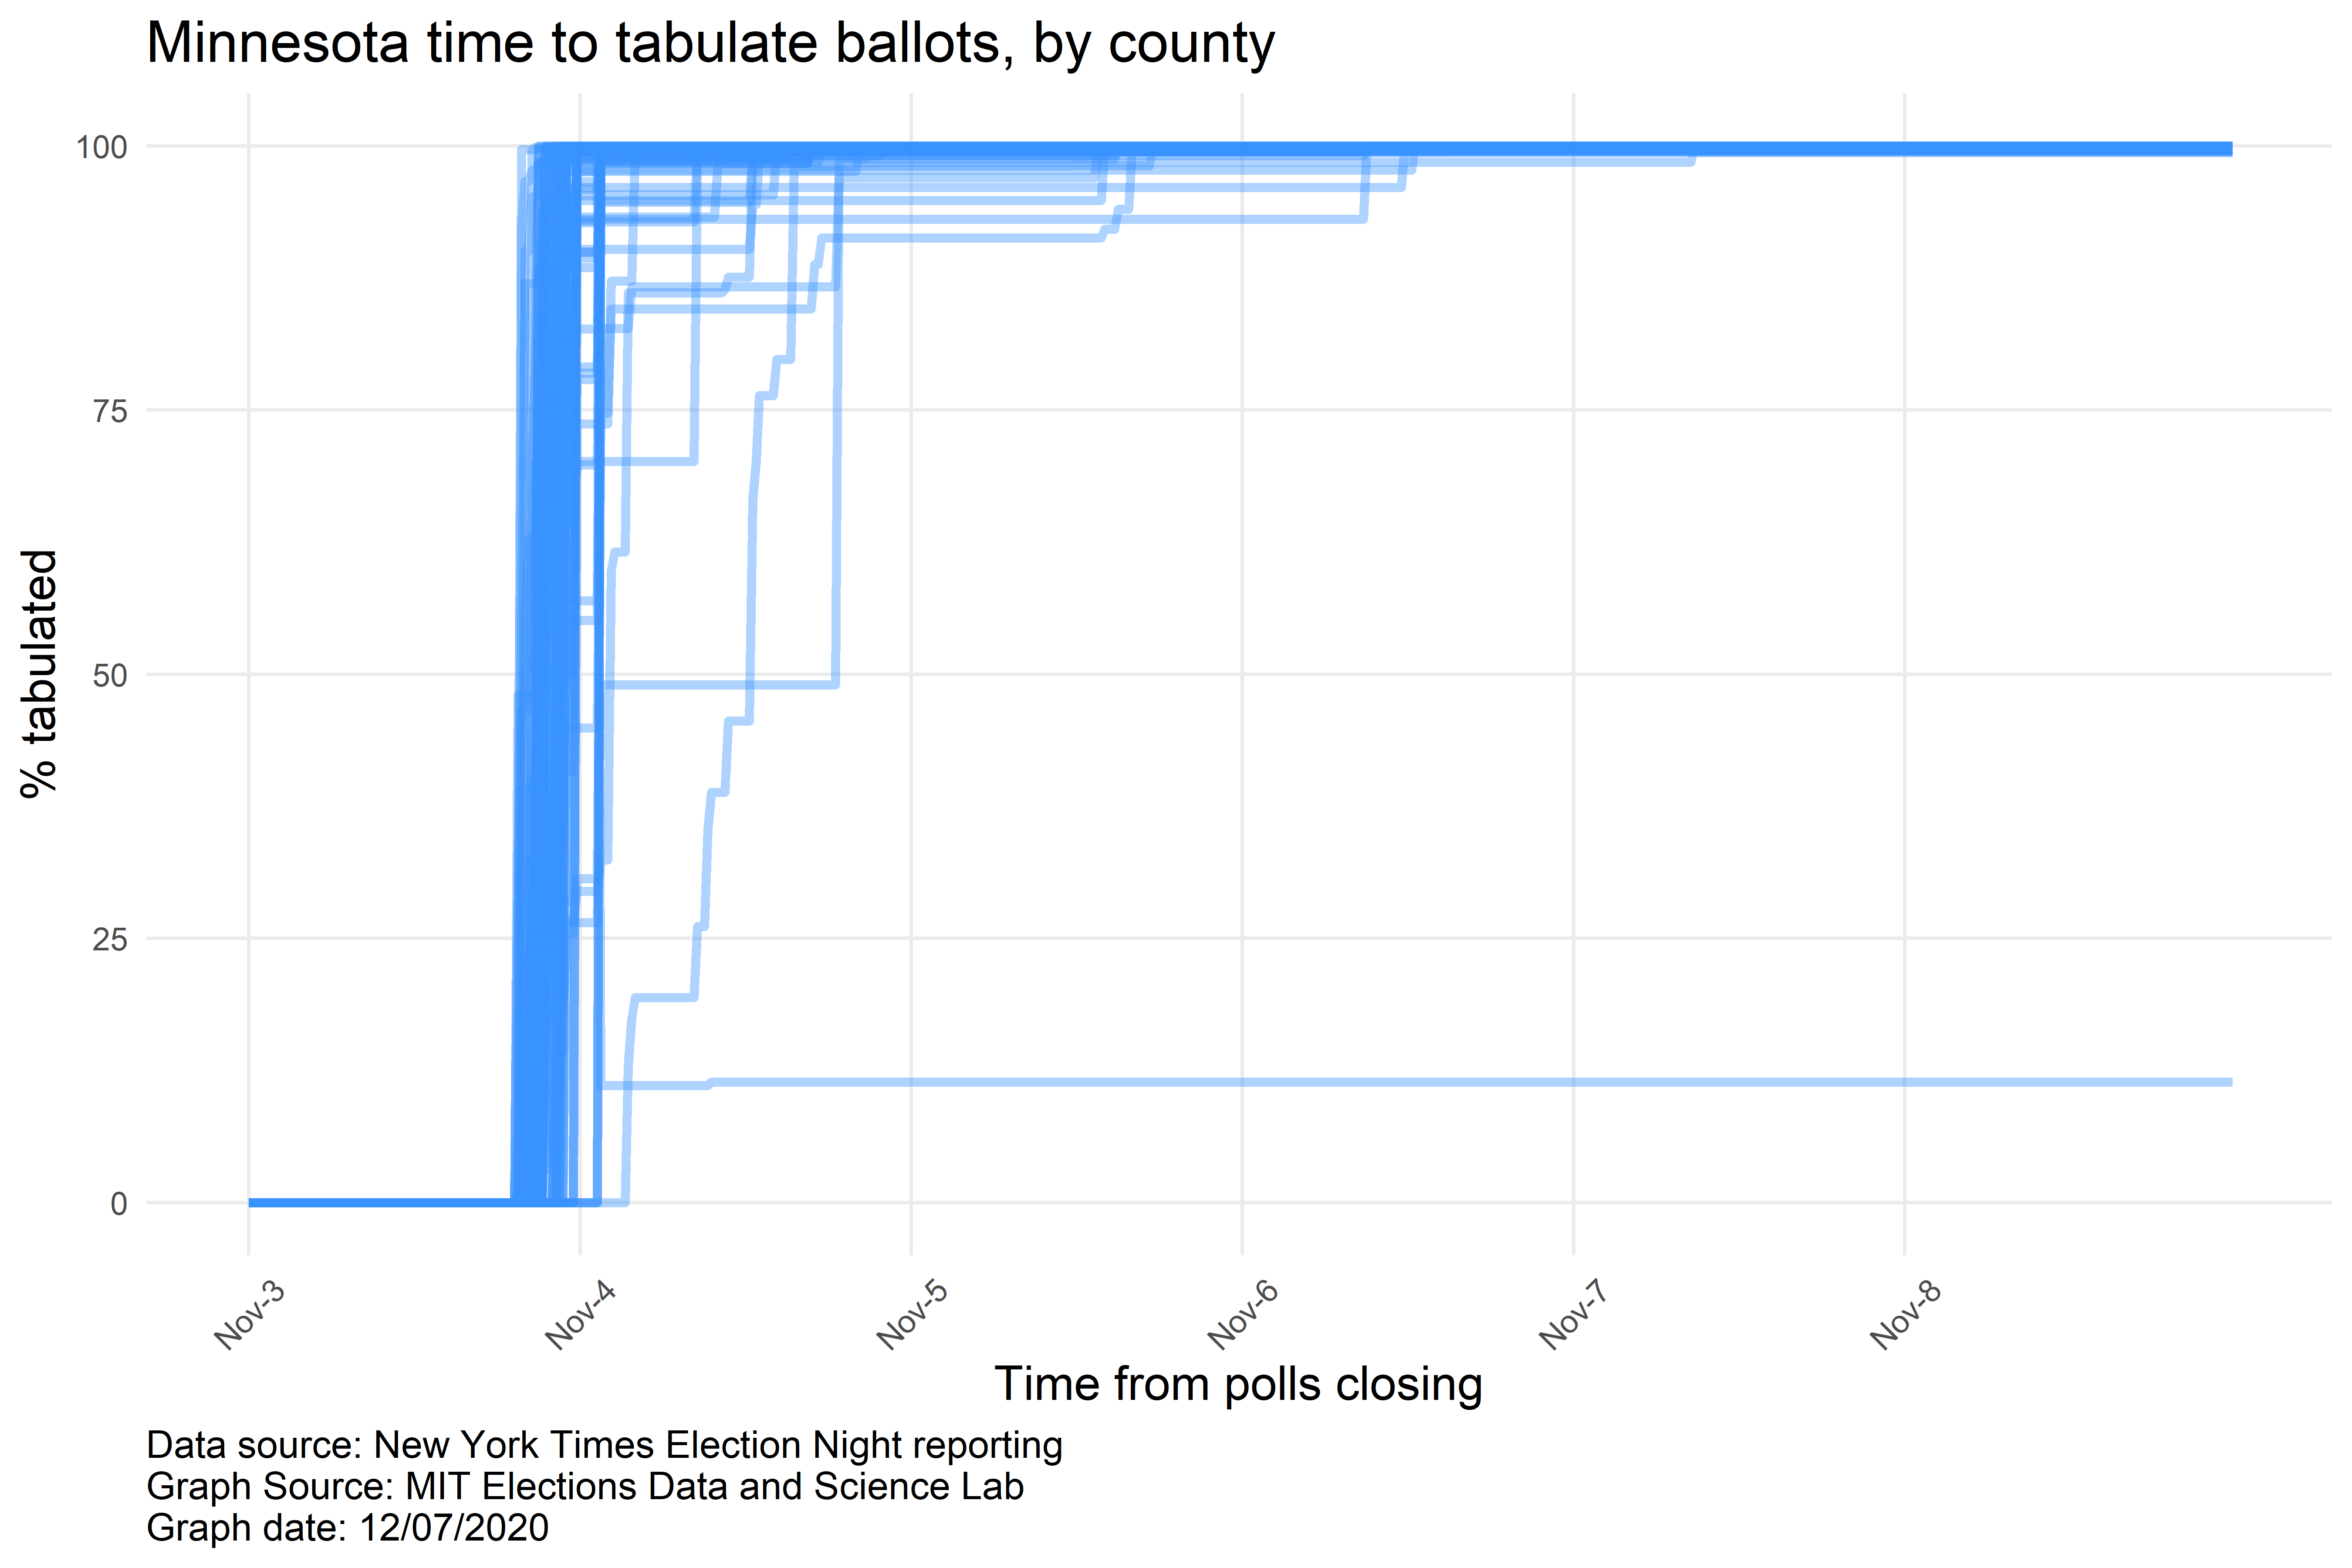 Minnesota time to tabulate ballots, by county
100
75
50
25
0
% tabulated
Nov-3
Nov-4
Nov-5
Nov-6
Nov-7
Nov-8
Time from polls closing
Data source: New York Times Election Night reporting
Graph Source: MIT Elections Data and Science Lab
Graph date: 12/07/2020